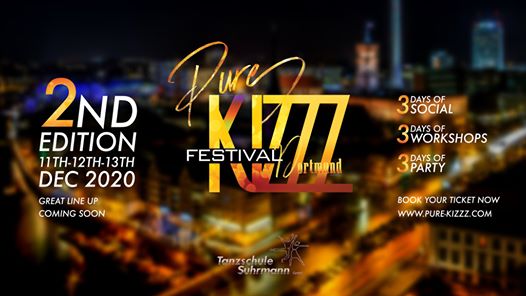 2ND
EDITION
11TH-12TH-13TH
DEC 2020
GREAT LINE UP
COMING SOON
Pure
KIZZZ
FESTIVAL
Dortmund
3 DAYS OF
SOCIAL
3 DAYS OF
WORKSHOPS
3 DAYS OF
PARTY
BOOK YOUR TICKET NOW
WWW.PURE-KIZZZ.COM
Tanzschule
Suhrmann